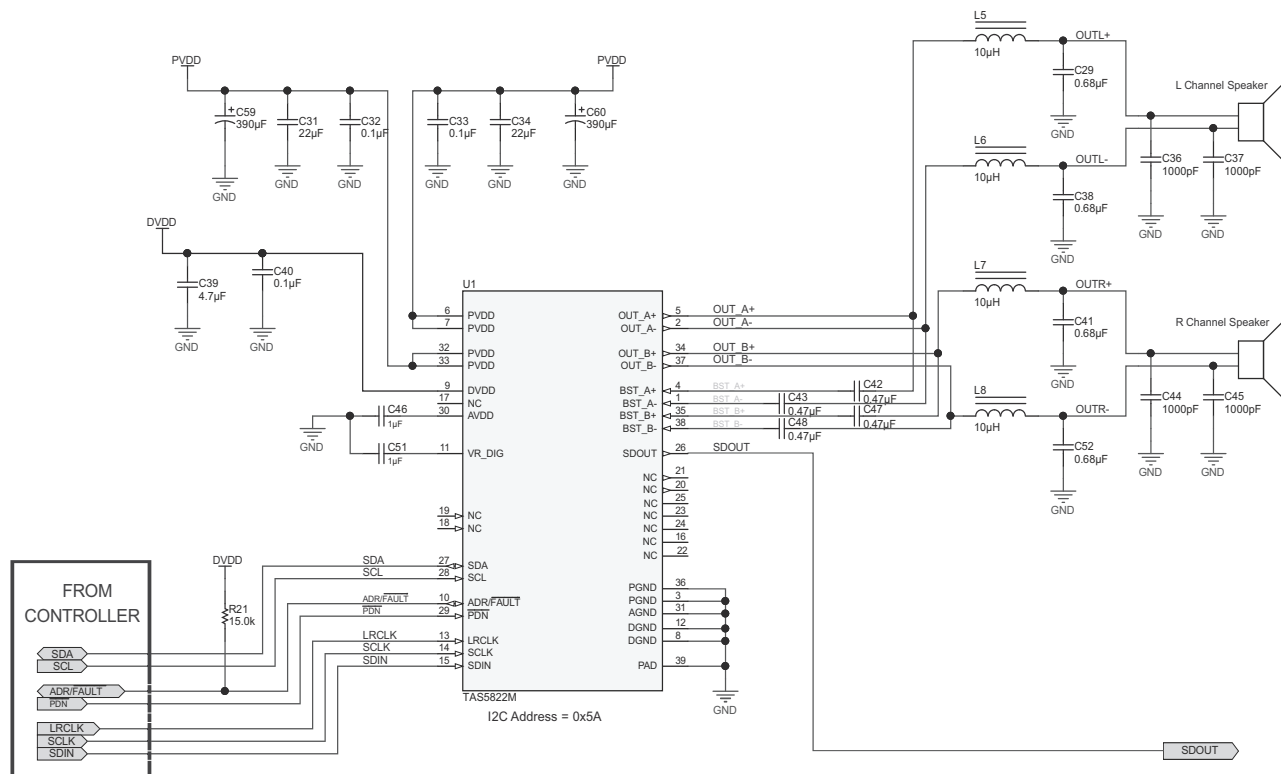 L5
10µH
OUTL+
C29
0.68µF
GND
L Channel Speaker
PVDD
PVDD
C59
390µF
C31
22µF
C32
0.1µF
C33
0.1µF
C34
22µF
C60
390µF
GND
GND
GND
GND
GND
GND
L6
10µH
OUTL-
C36
1000pF
C37
1000pF
C38
0.68µF
GND
GND
GND
DVDD
C39
4.7µF
C40
0.1µF
GND
GND
L7
10µH
OUTR+
C41
0.68µF
GND
R Channel Speaker
U1
6 PVDD
7 PVDD
32 PVDD
33 PVDD
9 DVDD
17 NC
30 AVDD
11 VR_DIG
19 NC
18 NC
27 SDA
28 SCL
10 ADR/FAULT
29 PDN
13 LRCLK
14 SCLK
15 SDIN
OUT_A+ 5 OUT_A+
OUT_A- 2 OUT_A-
OUT_B+ 34 OUT_B+
OUT_B- 37 OUT_B-
BST_A+ 4 BST_A+
BST_A- 1 BST_A-
BST_B+ 35 BST_B+
BST_B- 38 BST_B-
SDOUT 26 SDOUT
NC 21
NC 20
NC 25
NC 23
NC 24
NC 16
NC 22
PGND 36
PGND 3
AGND 31
DGND 12
DGND 8
PAD 39
GND
TAS5822M
I2C Address = 0x5A
C42
0.47µF
C43
0.47µF
C47
0.47µF
C48
0.47µF
L8
10µH
OUTR-
C44
1000pF
C45
1000pF
C52
0.68µF
GND
GND
GND
C46
1µF
GND
C51
1µF
DVDD
R21
15.0k
SDA
SCL
ADR/FAULT
PDN
LRCLK
SCLK
SDIN
FROM
CONTROLLER
SDA
SCL
ADR/FAULT
PDN
LRCLK
SCLK
SDIN
SDOUT